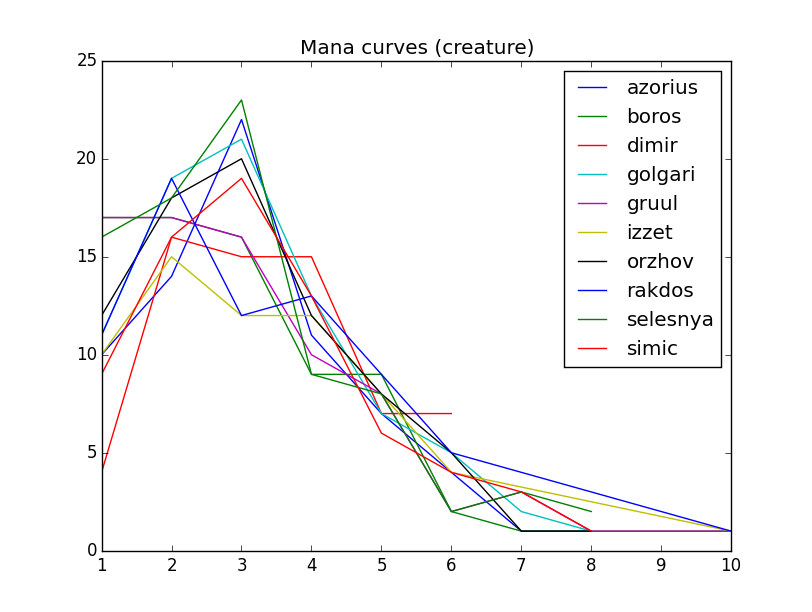 Mana curves (creature)
25
20
15
10
5
0
1 2 3 4 5 6 7 8 9 10
azorius
boros
dimir
golgari
gruul
izzet
orzhov
rakdos
selesnya
simic